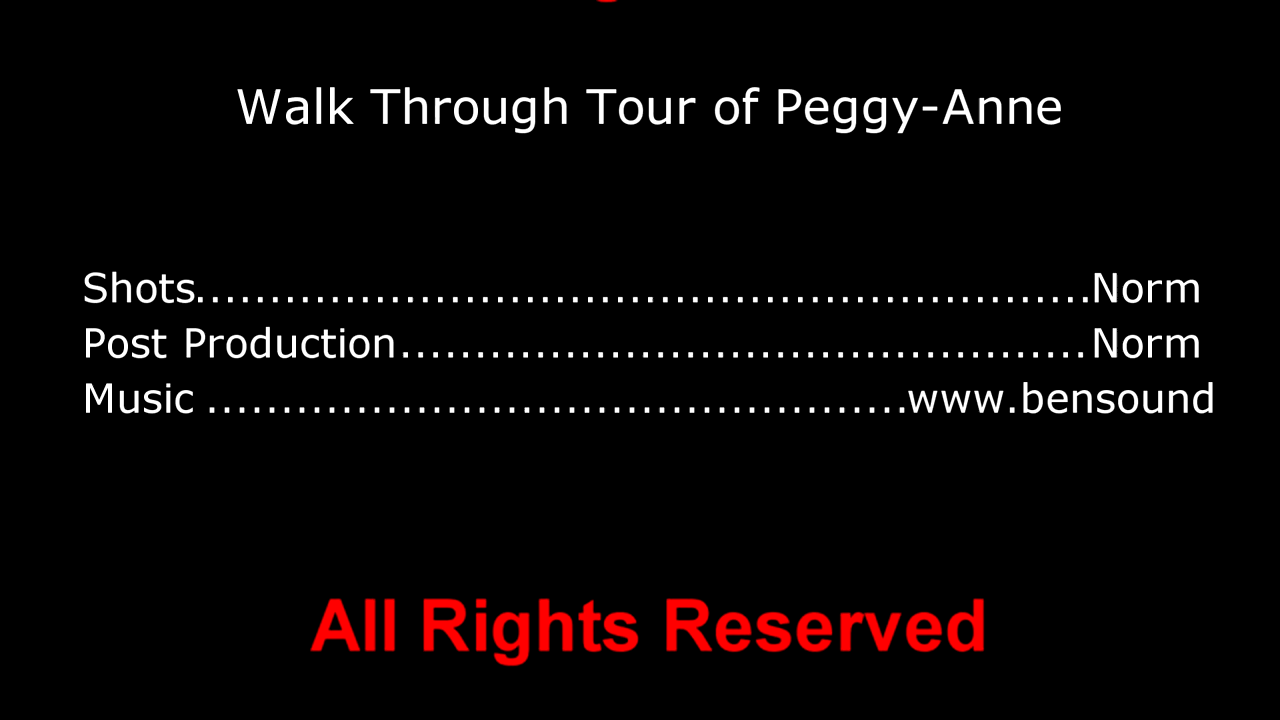 Walk Through Tour of Peggy-Anne
Shots............................................................Norm
Post Production..............................................Norm
Music ...............................................www.bensound
All Rights Reserved